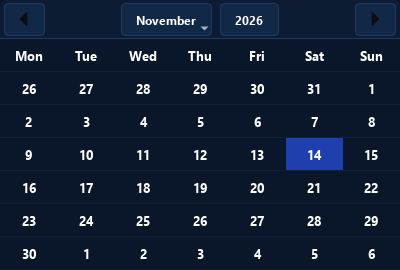 November 2026
Mon Tue Wed Thu Fri Sat Sun
26 27 28 29 30 31 1
2 3 4 5 6 7 8
9 10 11 12 13 14 15
16 17 18 19 20 21 22
23 24 25 26 27 28 29
30 1 2 3 4 5 6